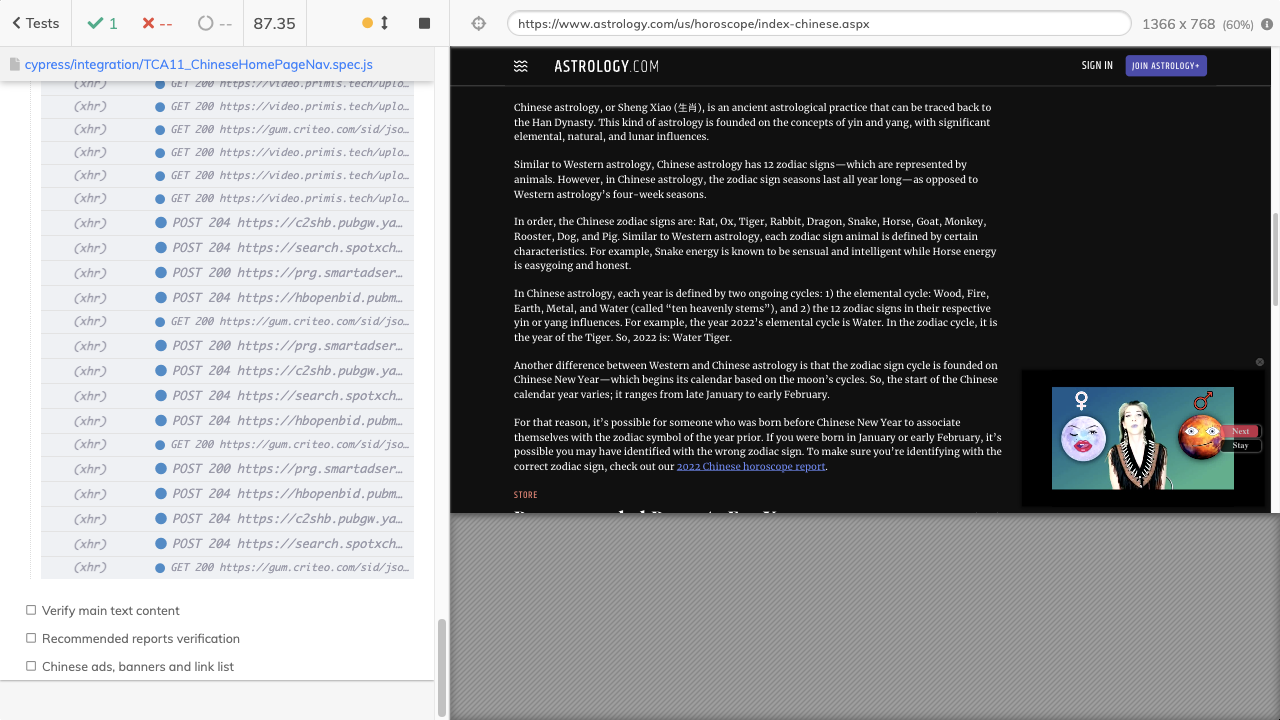 Tests
1
--
--
87.35
https://www.astrology.com/us/horoscope/index-chinese.aspx
1366 x 768 (60%)
cypress/integration/TCA11_ChineseHomePageNav.spec.js
(xhr) GET 200 https://video.primis.tech/uplo…
(xhr) GET 200 https://video.primis.tech/uplo…
(xhr) GET 200 https://gum.criteo.com/sid/jso…
(xhr) GET 200 https://video.primis.tech/uplo…
(xhr) GET 200 https://video.primis.tech/uplo…
(xhr) GET 200 https://video.primis.tech/uplo…
(xhr) POST 204 https://c2shb.pubgw.ya…
(xhr) POST 204 https://search.spotxch…
(xhr) POST 200 https://prg.smartadser…
(xhr) POST 204 https://hbopenbid.pubm…
(xhr) GET 200 https://gum.criteo.com/sid/jso…
(xhr) POST 200 https://prg.smartadser…
(xhr) POST 204 https://c2shb.pubgw.ya…
(xhr) POST 204 https://search.spotxch…
(xhr) POST 204 https://hbopenbid.pubm…
(xhr) GET 200 https://gum.criteo.com/sid/jso…
(xhr) POST 200 https://prg.smartadser…
(xhr) POST 204 https://hbopenbid.pubm…
(xhr) POST 204 https://c2shb.pubgw.ya…
(xhr) POST 204 https://search.spotxch…
(xhr) GET 200 https://gum.criteo.com/sid/jso…
Verify main text content
Recommended reports verification
Chinese ads, banners and link list
ASTROLOGY.COM
SIGN IN
JOIN ASTROLOGY+
Chinese astrology, or Sheng Xiao (生肖), is an ancient astrological practice that can be traced back to
the Han Dynasty. This kind of astrology is founded on the concepts of yin and yang, with significant
elemental, natural, and lunar influences.
Similar to Western astrology, Chinese astrology has 12 zodiac signs—which are represented by
animals. However, in Chinese astrology, the zodiac sign seasons last all year long—as opposed to
Western astrology’s four-week seasons.
In order, the Chinese zodiac signs are: Rat, Ox, Tiger, Rabbit, Dragon, Snake, Horse, Goat, Monkey,
Rooster, Dog, and Pig. Similar to Western astrology, each zodiac sign animal is defined by certain
characteristics. For example, Snake energy is known to be sensual and intelligent while Horse energy
is easygoing and honest.
In Chinese astrology, each year is defined by two ongoing cycles: 1) the elemental cycle: Wood, Fire,
Earth, Metal, and Water (called “ten heavenly stems”), and 2) the 12 zodiac signs in their respective
yin or yang influences. For example, the year 2022’s elemental cycle is Water. In the zodiac cycle, it is
the year of the Tiger. So, 2022 is: Water Tiger.
Another difference between Western and Chinese astrology is that the zodiac sign cycle is founded on
Chinese New Year—which begins its calendar based on the moon’s cycles. So, the start of the Chinese
calendar year varies; it ranges from late January to early February.
For that reason, it’s possible for someone who was born before Chinese New Year to associate
themselves with the zodiac symbol of the year prior. If you were born in January or early February, it’s
possible you may have identified with the wrong zodiac sign. To make sure you’re identifying with the
correct zodiac sign, check out our 2022 Chinese horoscope report.
STORE
Next
Stay